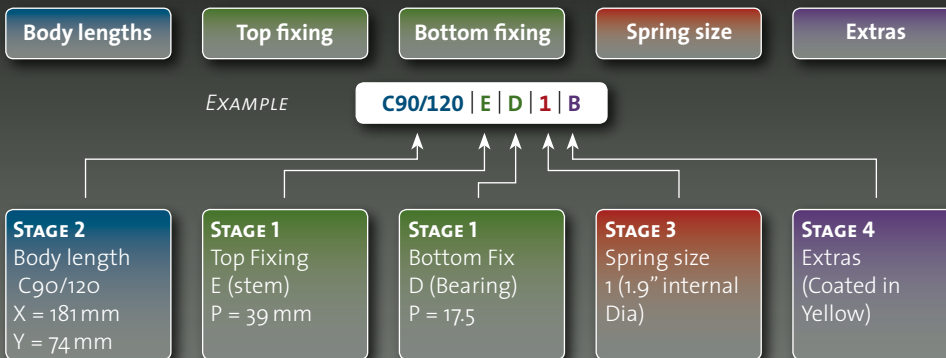 Body lengths
Top fixing
Bottom fixing
Spring size
Extras
EXAMPLE
C90/120 | E | D | 1 | B
STAGE 2
Body length
C90/120
X = 181 mm
Y = 74 mm
STAGE 1
Top Fixing
E (stem)
P = 39 mm
STAGE 1
Bottom Fix
D (Bearing)
P = 17.5
STAGE 3
Spring size
1 (1.9" internal
Dia)
STAGE 4
Extras
(Coated in
Yellow)